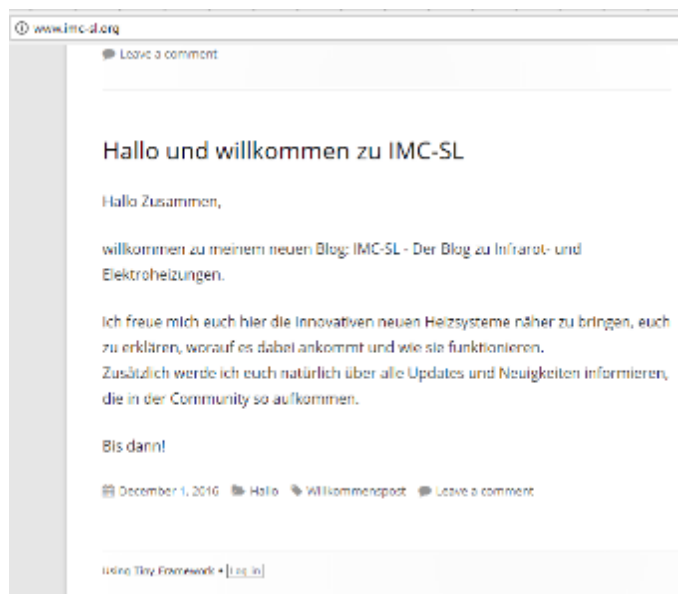 www.imc-sl.org
Leave a comment
Hallo und willkommen zu IMC-SL
Hallo Zusammen,
willkommen zu meinem neuen Blog: IMC-SL - Der Blog zu Infrarot- und
Elektroheizungen.
Ich freue mich euch hier die innovativen neuen Heizsysteme näher zu bringen, euch
zu erklären, worauf es dabei ankommt und wie sie funktionieren.
Zusätzlich werde ich euch natürlich über alle Updates und Neuigkeiten informieren,
die in der Community so aufkommen.
Bis dann!
December 1, 2016 Hallo Willkommenspost Leave a comment
Using Tiny Framework • Log in